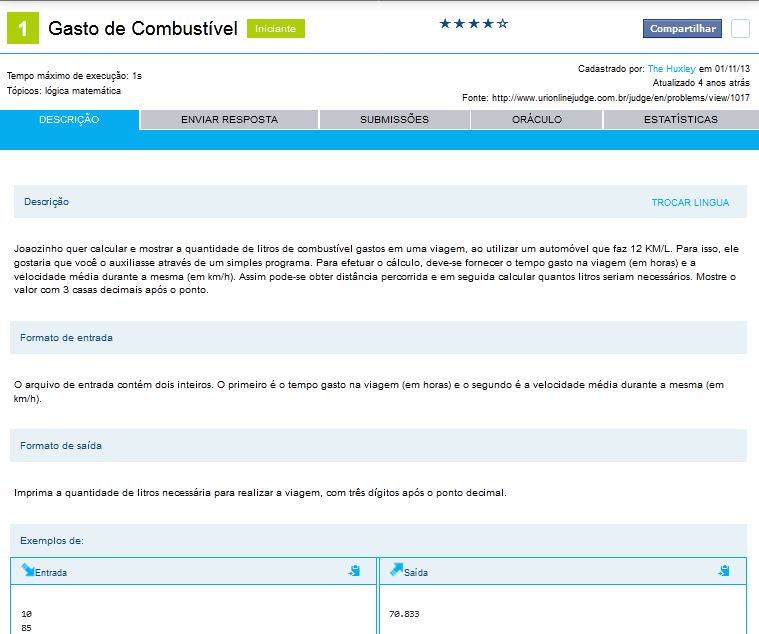 1 Gasto de Combustível Iniciante
Compartilhar
Tempo máximo de execução: 1s
Tópicos: lógica matemática
Cadastrado por: The Huxley em 01/11/13
Atualizado 4 anos atrás
Fonte: http://www.urionlinejudge.com.br/judge/en/problems/view/1017
DESCRIÇÃO ENVIAR RESPOSTA SUBMISSÕES ORÁCULO ESTATÍSTICAS
Descrição TROCAR LINGUA
Joaozinho quer calcular e mostrar a quantidade de litros de combustível gastos em uma viagem, ao utilizar um automóvel que faz 12 KM/L. Para isso, ele
gostaria que você o auxiliasse através de um simples programa. Para efetuar o cálculo, deve-se fornecer o tempo gasto na viagem (em horas) e a
velocidade média durante a mesma (em km/h). Assim pode-se obter distância percorrida e em seguida calcular quantos litros seriam necessários. Mostre o
valor com 3 casas decimais após o ponto.
Formato de entrada
O arquivo de entrada contém dois inteiros. O primeiro é o tempo gasto na viagem (em horas) e o segundo é a velocidade média durante a mesma (em
km/h).
Formato de saída
Imprima a quantidade de litros necessária para realizar a viagem, com três dígitos após o ponto decimal.
Exemplos de:
Entrada Saída
10 70.833
85